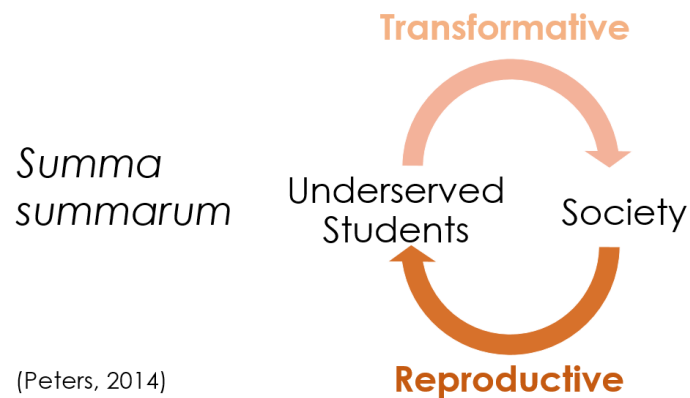 Transformative
Summa
summarum
Underserved
Students
Society
(Peters, 2014)
Reproductive